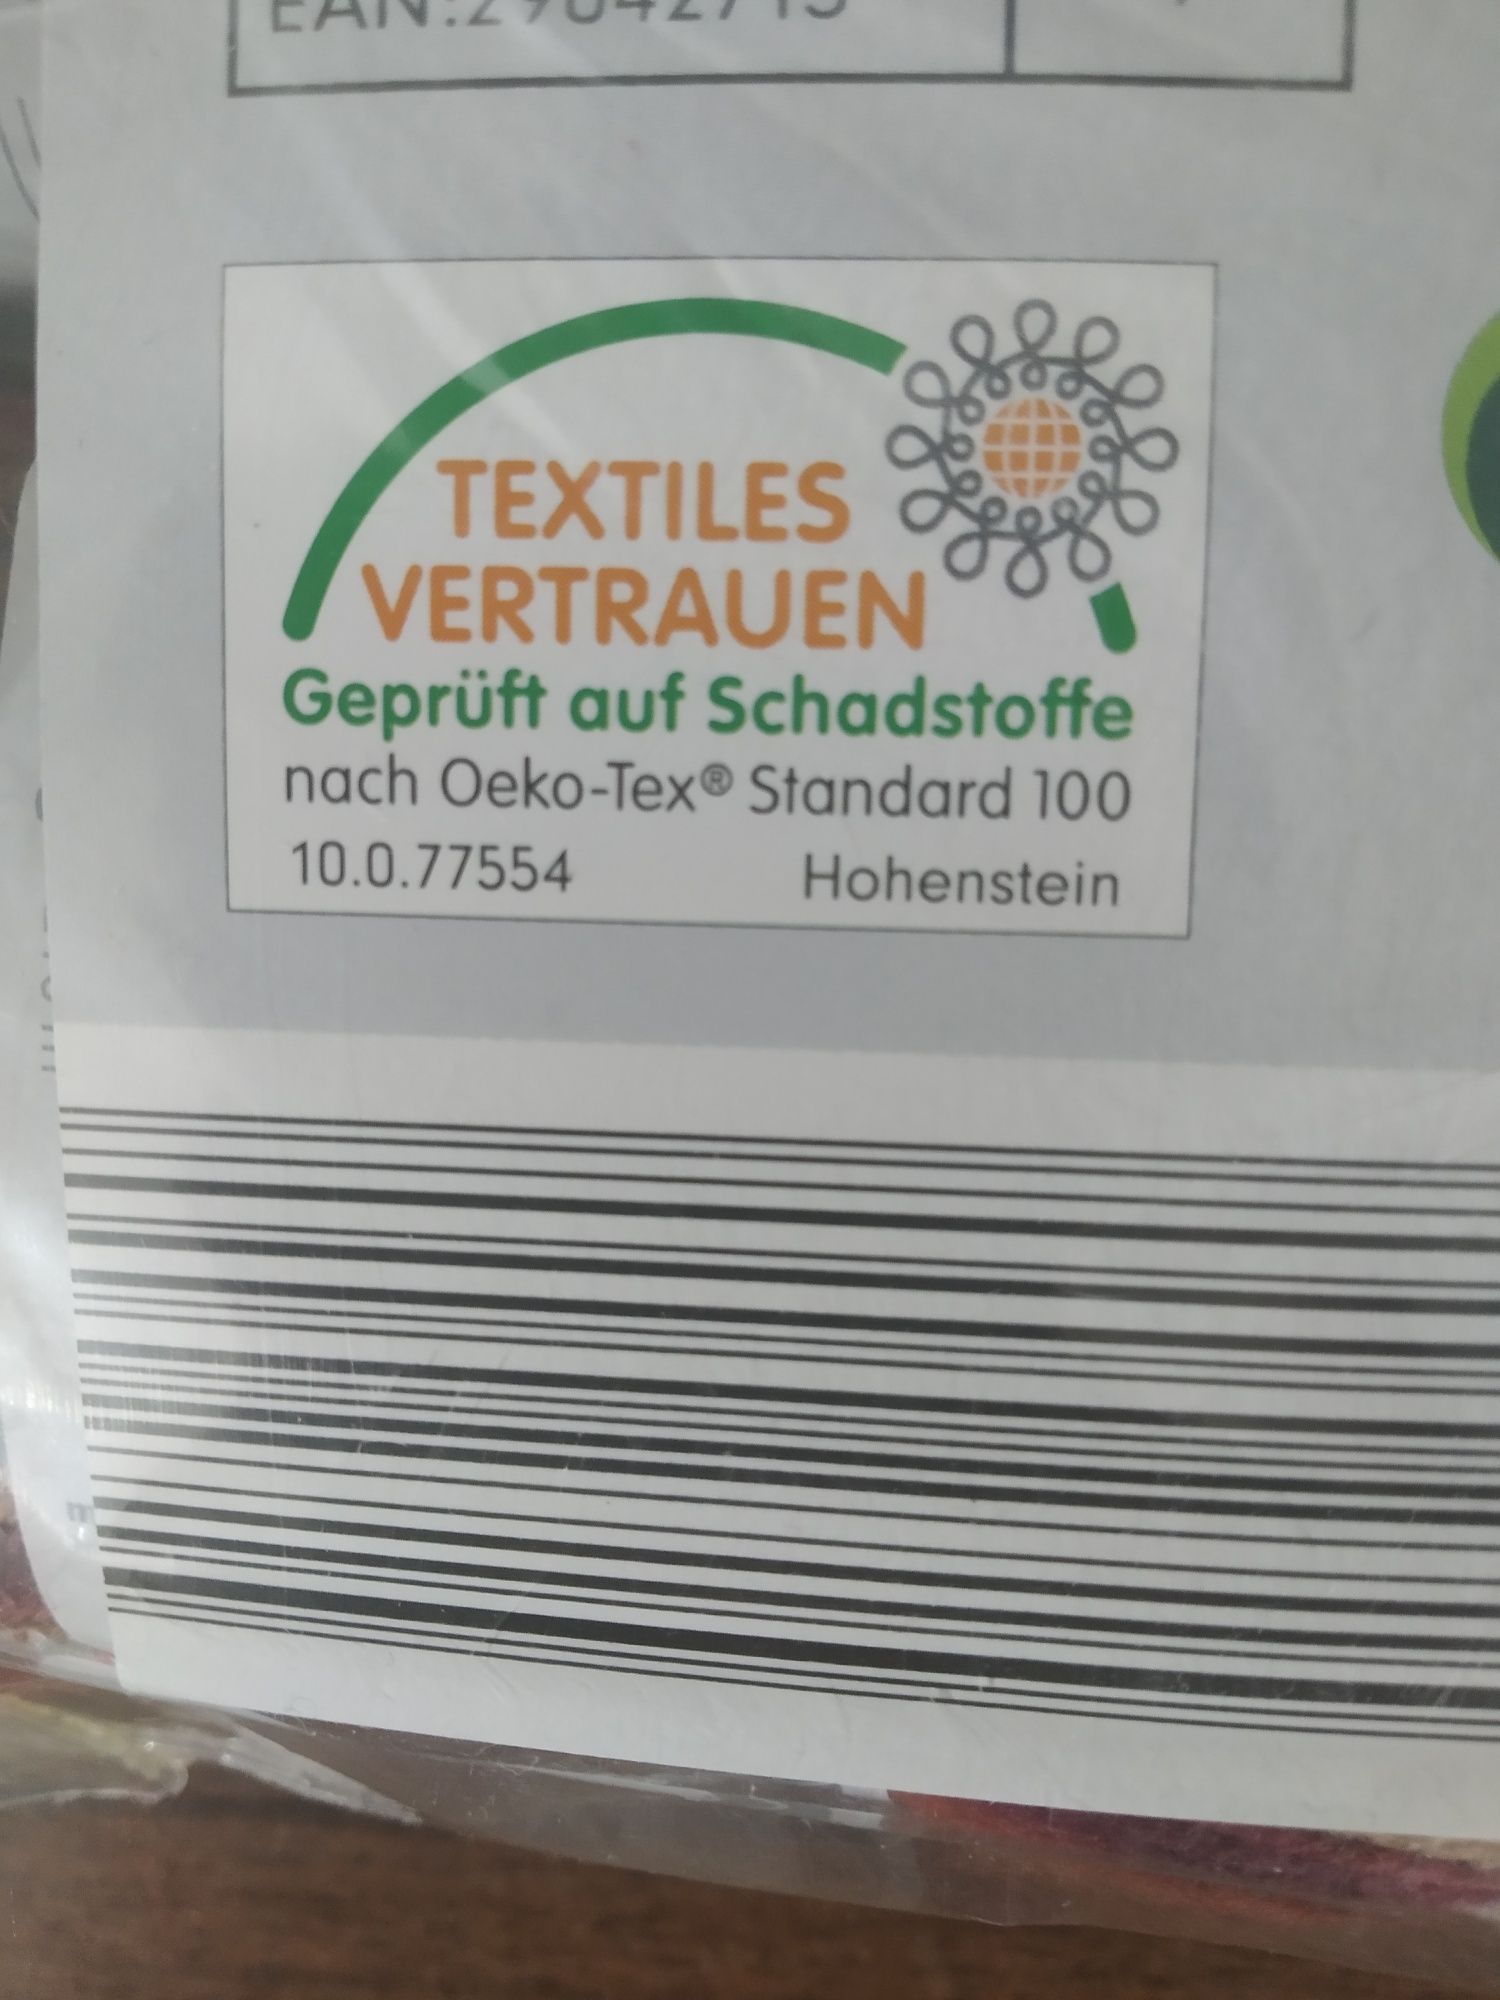 TEXTILES
VERTRAUEN
Geprüft auf Schadstoffe
nach Oeko-Tex® Standard 100
10.0.77554 Hohenstein